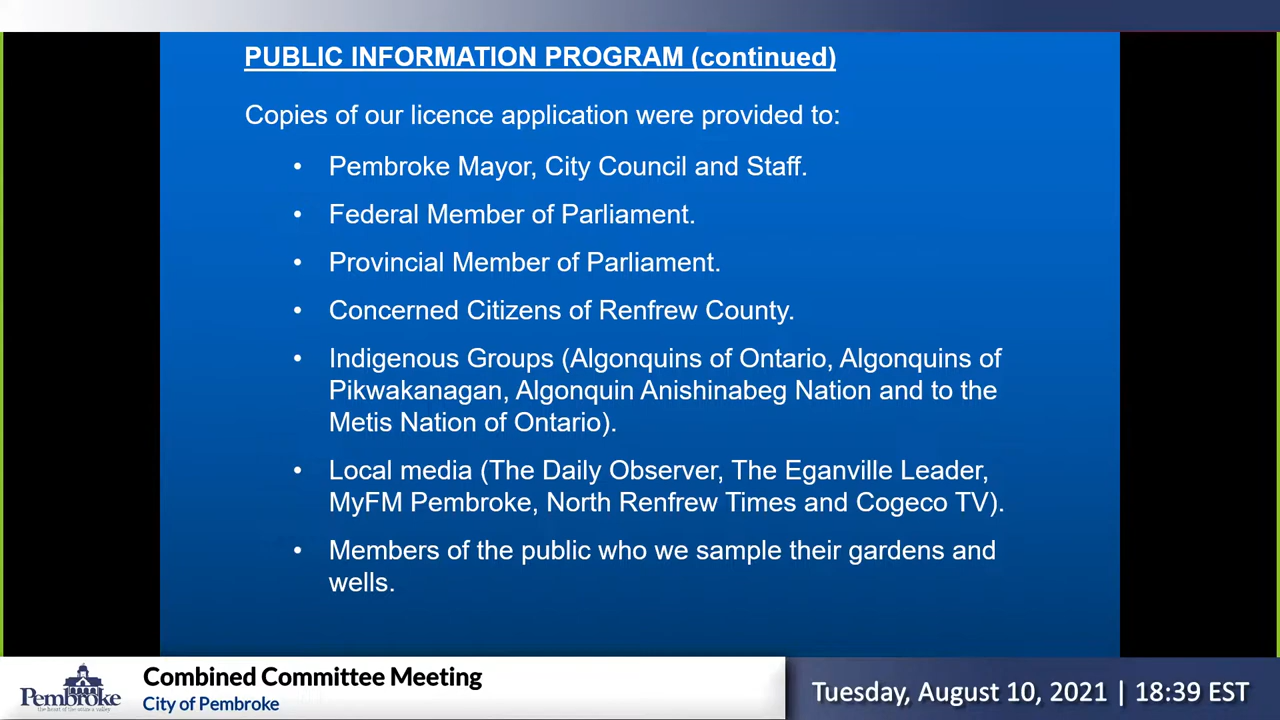 PUBLIC INFORMATION PROGRAM (continued)
Copies of our licence application were provided to:
• Pembroke Mayor, City Council and Staff.
• Federal Member of Parliament.
• Provincial Member of Parliament.
• Concerned Citizens of Renfrew County.
• Indigenous Groups (Algonquins of Ontario, Algonquins of
Pikwakanagan, Algonquin Anishinabeg Nation and to the
Metis Nation of Ontario).
• Local media (The Daily Observer, The Eganville Leader,
MyFM Pembroke, North Renfrew Times and Cogeco TV).
• Members of the public who we sample their gardens and
wells.
Pembroke
Combined Committee Meeting
City of Pembroke
Tuesday, August 10, 2021 | 18:39 EST